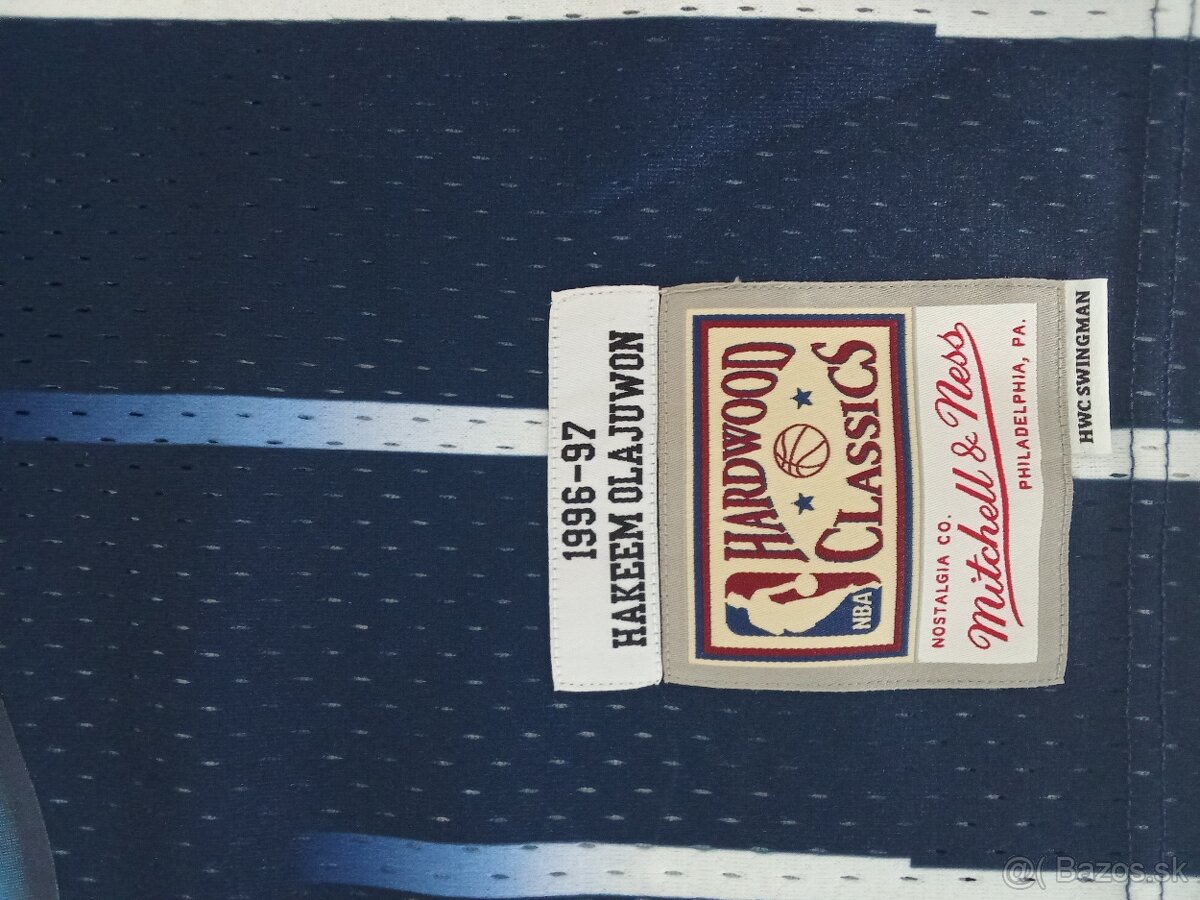 1996-97
HAKEEM OLAJUWON
HARDWOOD
CLASSICS
NBA
NOSTALGIA CO.
Mitchell & Ness
PHILADELPHIA, PA.
HWC SWINGMAN
@( Bazos.sk